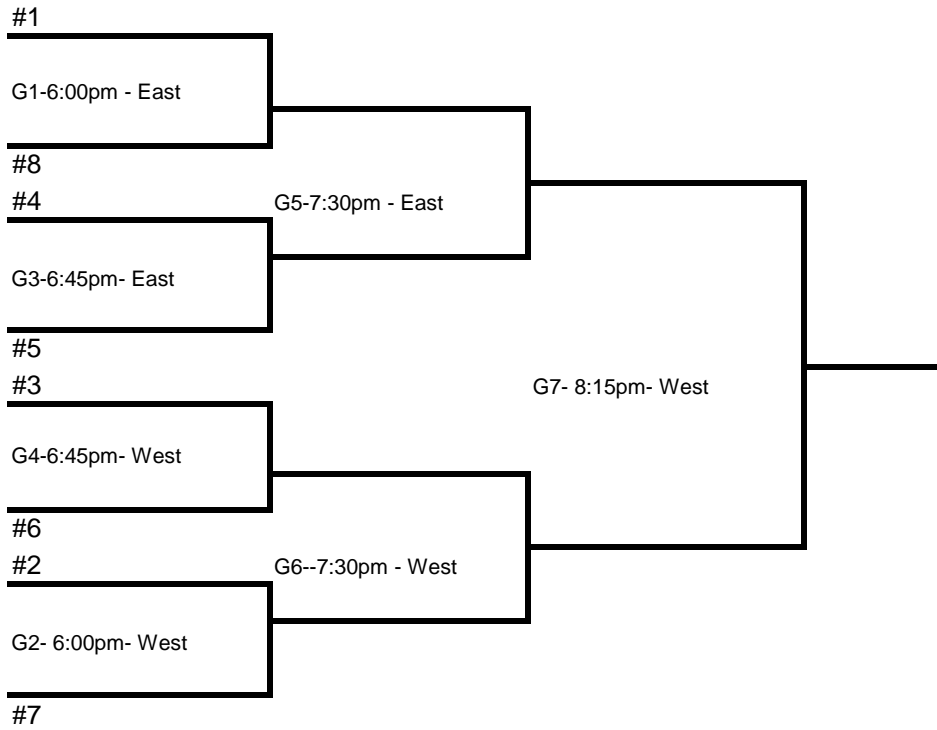 #1
G1-6:00pm - East
#8
#4
G5-7:30pm - East
G3-6:45pm- East
#5
#3
G7- 8:15pm- West
G4-6:45pm- West
#6
#2
G6--7:30pm - West
G2- 6:00pm- West
#7